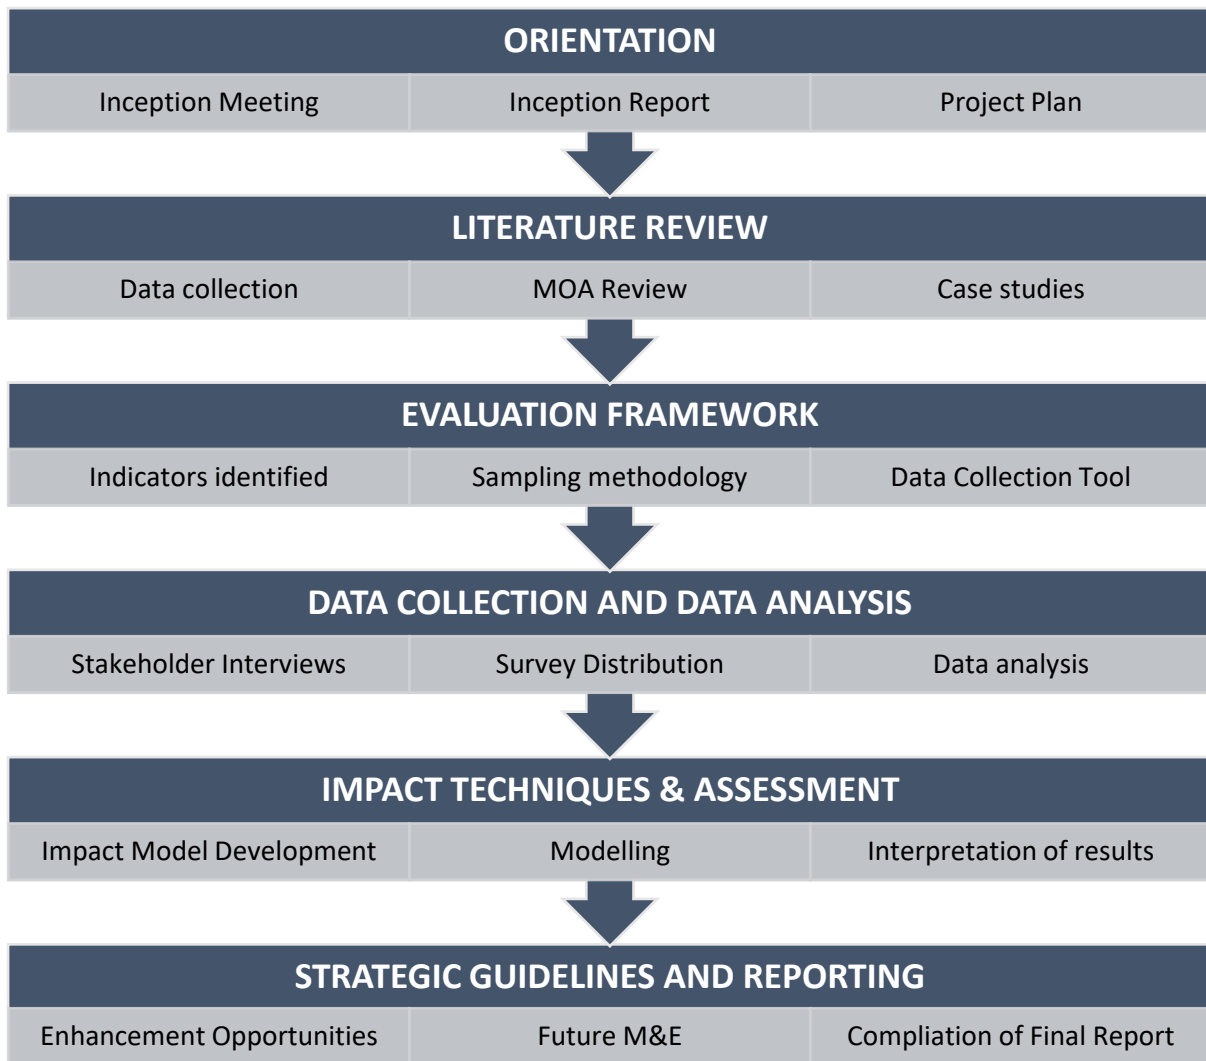 ORIENTATION
Inception Meeting Inception Report Project Plan
LITERATURE REVIEW
Data collection MOA Review Case studies
EVALUATION FRAMEWORK
Indicators identified Sampling methodology Data Collection Tool
DATA COLLECTION AND DATA ANALYSIS
Stakeholder Interviews Survey Distribution Data analysis
IMPACT TECHNIQUES & ASSESSMENT
Impact Model Development Modelling Interpretation of results
STRATEGIC GUIDELINES AND REPORTING
Enhancement Opportunities Future M&E Compliation of Final Report